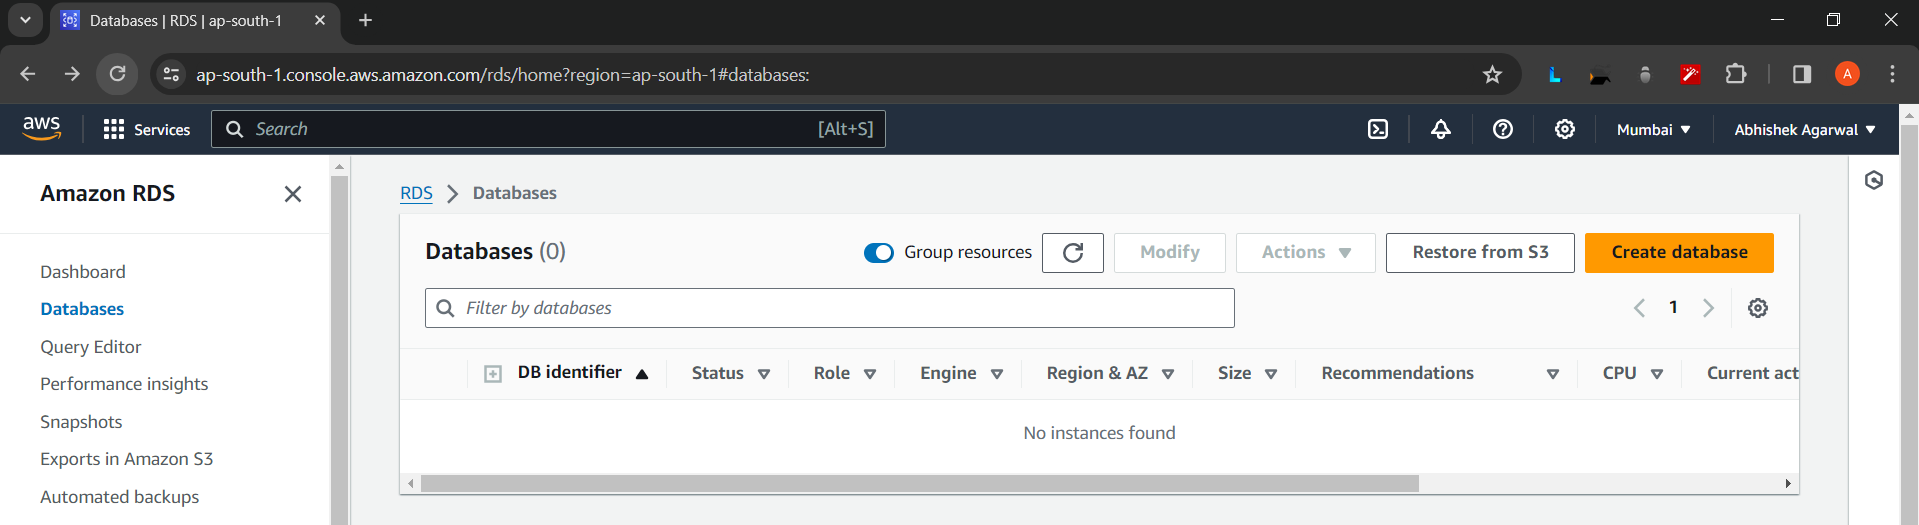 Databases | RDS | ap-south-1
ap-south-1.console.aws.amazon.com/rds/home?region=ap-south-1#databases:
A
aws
Services
Search
[Alt+S]
Mumbai
Abhishek Agarwal
Amazon RDS
Dashboard
Databases
Query Editor
Performance insights
Snapshots
Exports in Amazon S3
Automated backups
RDS > Databases
Databases (0)
Group resources
Modify
Actions
Restore from S3
Create database
Filter by databases
1
DB identifier Status Role Engine Region & AZ Size Recommendations CPU Current act
No instances found